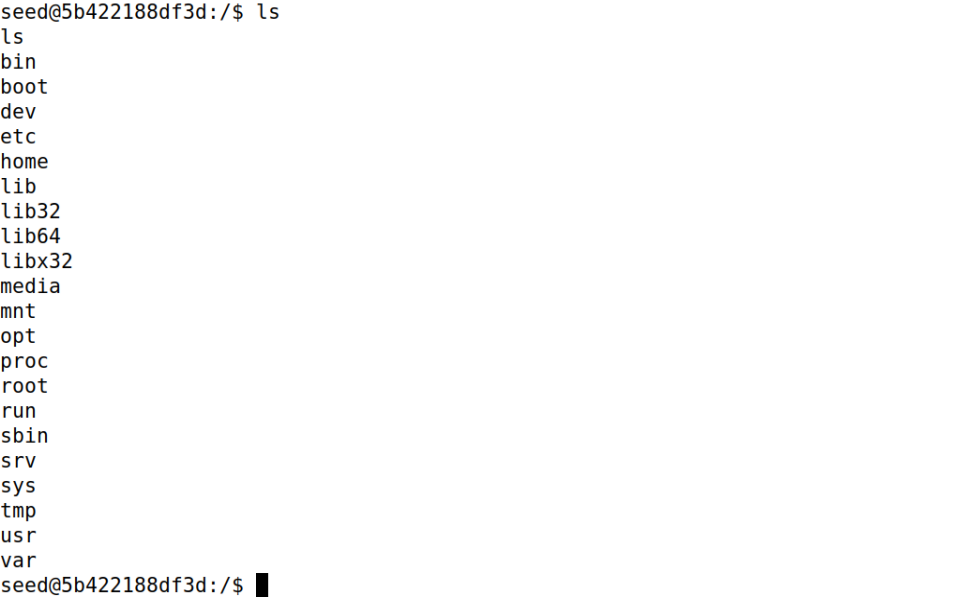 seed@5b422188df3d:/$ ls
ls
bin
boot
dev
etc
home
lib
lib32
lib64
libx32
media
mnt
opt
proc
root
run
sbin
srv
sys
tmp
usr
var
seed@5b422188df3d:/$